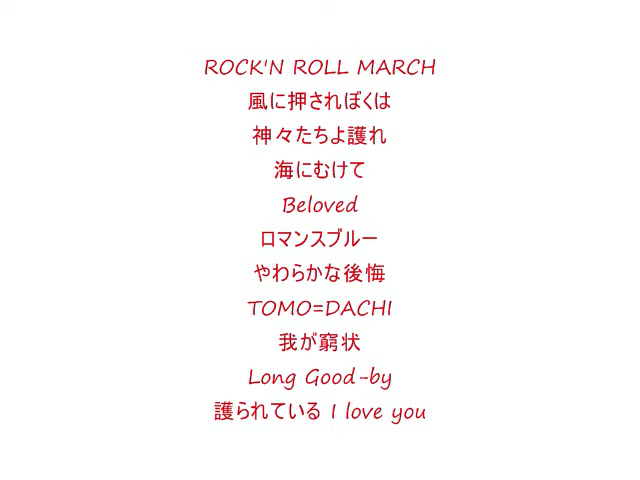 ROCK'N ROLL MARCH
風に押されぼくは
神々たちよ護れ
海にむけて
Beloved
ロマンスブルー
やわらかな後悔
TOMO=DACHI
我が窮状
Long Good-by
護られている I love you